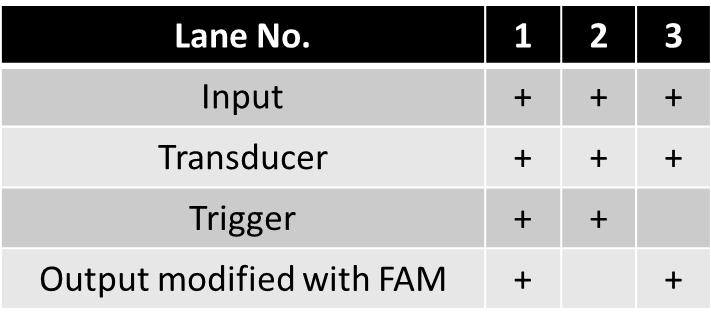 Lane No. 1 2 3
Input + + +
Transducer + + +
Trigger + +
Output modified with FAM + +